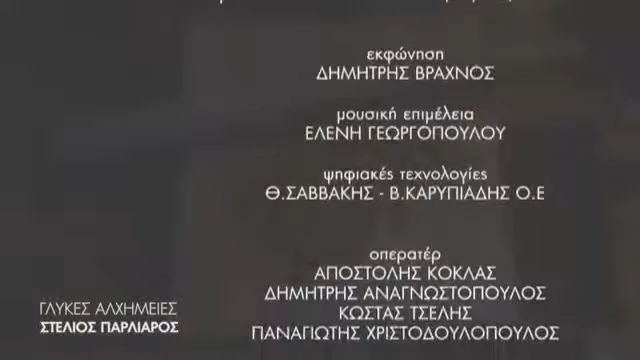 εκφώνηση
ΔΗΜΗΤΡΗΣ ΒΡΑΧΝΟΣ
μουσική επιμέλεια
ΕΛΕΝΗ ΓΕΩΡΓΟΠΟΥΛΟΥ
ψηφιακές τεχνολογίες
Θ.ΣΑΒΒΑΚΗΣ - Β.ΚΑΡΥΠΙΑΔΗΣ Ο.Ε
οπερατέρ
ΑΠΟΣΤΟΛΗΣ ΚΟΚΛΑΣ
ΔΗΜΗΤΡΗΣ ΑΝΑΓΝΩΣΤΟΠΟΥΛΟΣ
ΚΩΣΤΑΣ ΤΣΕΛΗΣ
ΠΑΝΑΓΙΩΤΗΣ ΧΡΙΣΤΟΔΟΥΛΟΠΟΥΛΟΣ
ΓΛΥΚΕΣ ΑΛΧΗΜΕΙΕΣ
ΣΤΕΛΙΟΣ ΠΑΡΛΙΑΡΟΣ